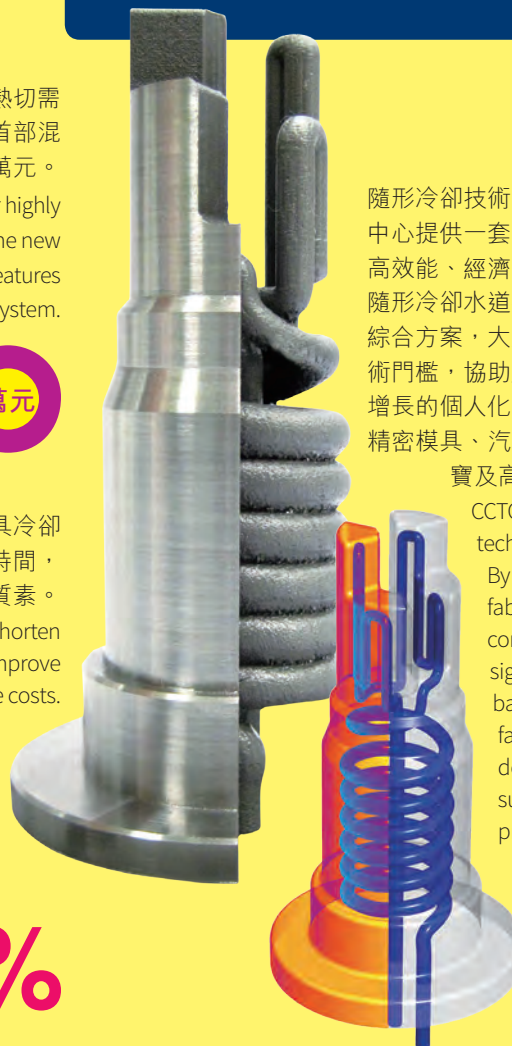 熱切需
首部混
萬元。
highly
he new
eatures
system.
萬元
具冷卻
時間，
質素。
horten
mprove
e costs.
%
隨形冷卻技術
中心提供一套
高效能、經濟
隨形冷卻水道
綜合方案，大
術門檻，協助
增長的個人化
精密模具、汽
寶及高
CCTC
tech
By
fab
con
sig
ba
fa
de
su
p